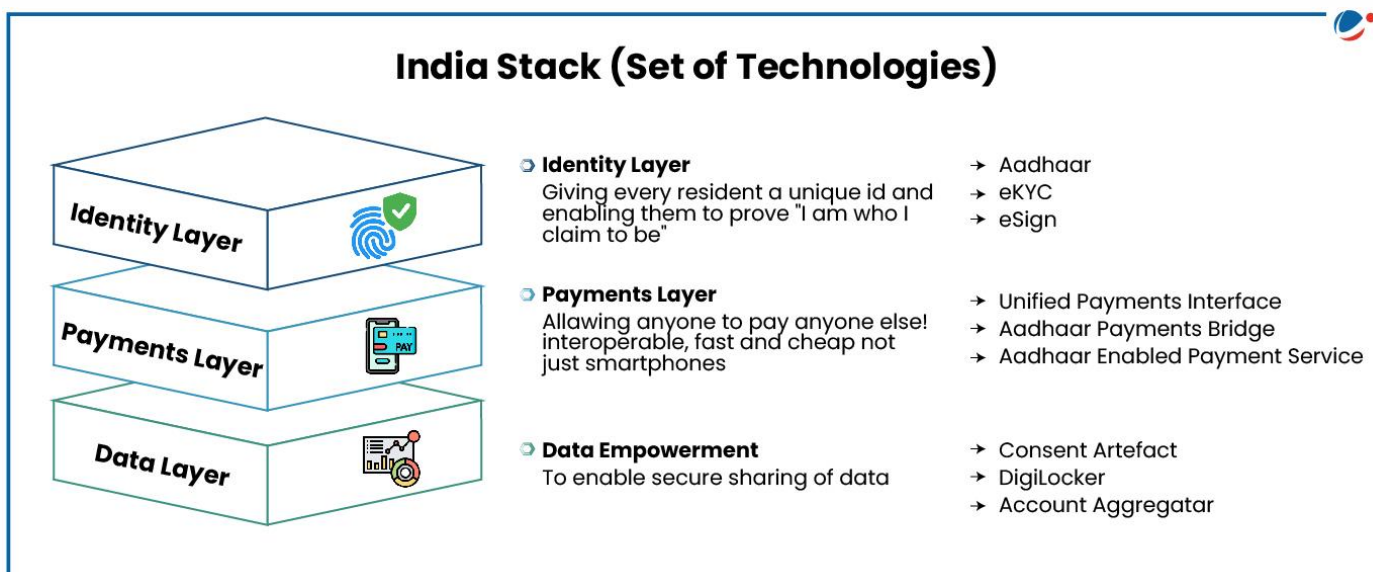 India Stack (Set of Technologies)
Identity Layer
Identity Layer
Giving every resident a unique id and
enabling them to prove "I am who I
claim to be"
→ Aadhaar
→ eKYC
→ eSign
Payments Layer
Payments Layer
Allowing anyone to pay anyone else!
interoperable, fast and cheap not
just smartphones
→ Unified Payments Interface
→ Aadhaar Payments Bridge
→ Aadhaar Enabled Payment Service
PAY
Data Layer
Data Empowerment
To enable secure sharing of data
→ Consent Artefact
→ DigiLocker
→ Account Aggregatar